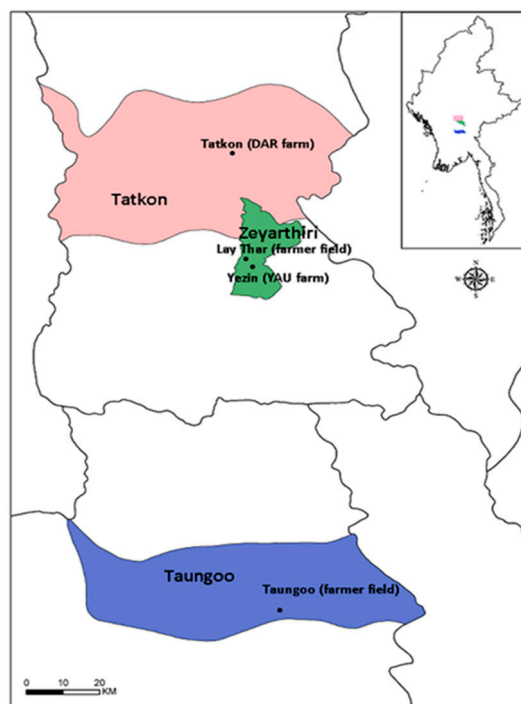 Tatkon (DAR farm)
Tatkon
Zeyarthiri
Lay Thar (farmer field)
Yezin (YAU farm)
N
W E
S
Taungoo
Taungoo (farmer field)
0 10 20
KM